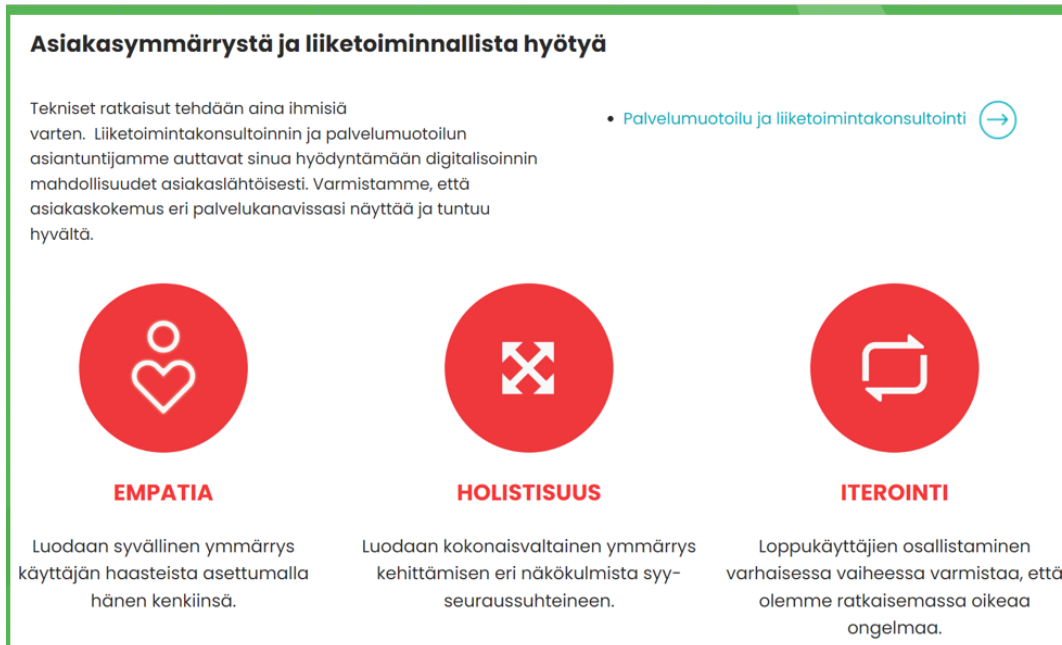 Asiakasymmärrystä ja liiketoiminnallista hyötyä
Tekniset ratkaisut tehdään aina ihmisiä
varten. Liiketoimintakonsultoinnin ja palvelumuotoilun
asiantuntijamme auttavat sinua hyödyntämään digitalisoinnin
mahdollisuudet asiakaslähtöisesti. Varmistamme, että
asiakaskokemus eri palvelukanavissasi näyttää ja tuntuu
hyvältä.
• Palvelumuotoilu ja liiketoimintakonsultointi
EMPATIA
Luodaan syvällinen ymmärrys
käyttäjän haasteista asettumalla
hänen kenkiinsä.
HOLISTISUUS
Luodaan kokonaisvaltainen ymmärrys
kehittämisen eri näkökulmista syy-
seuraussuhteineen.
ITEROINTI
Loppukäyttäjien osallistaminen
varhaisessa vaiheessa varmistaa, että
olemme ratkaisemassa oikeaa
ongelmaa.